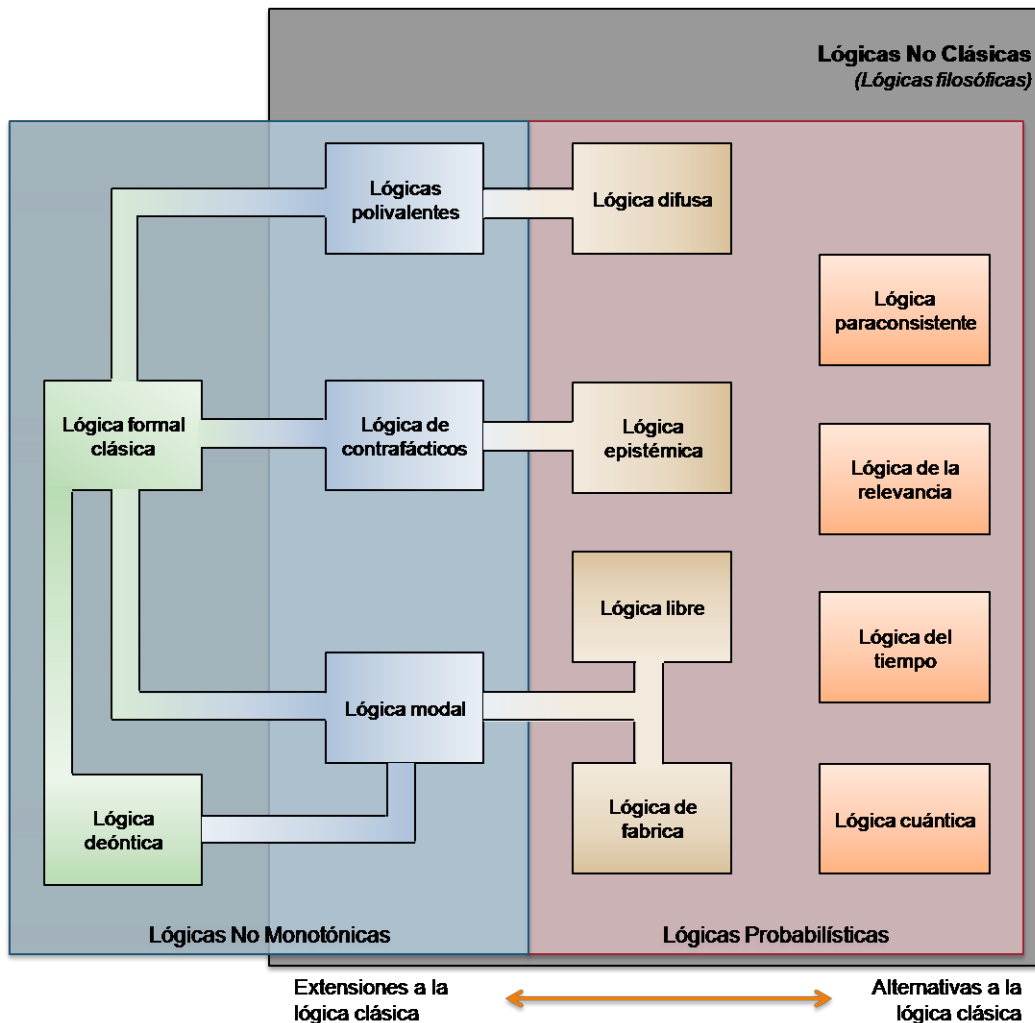 Lógicas No Clásicas
(Lógicas filosóficas)
Lógicas
polivalentes
Lógica difusa
Lógica
paraconsistente
Lógica formal
clásica
Lógica de
contrafácticos
Lógica
epistémica
Lógica de la
relevancia
Lógica libre
Lógica del
tiempo
Lógica modal
Lógica
deóntica
Lógica de
fabrica
Lógica cuántica
Lógicas No Monotónicas
Lógicas Probabilísticas
Extensiones a la
lógica clásica
Alternativas a la
lógica clásica